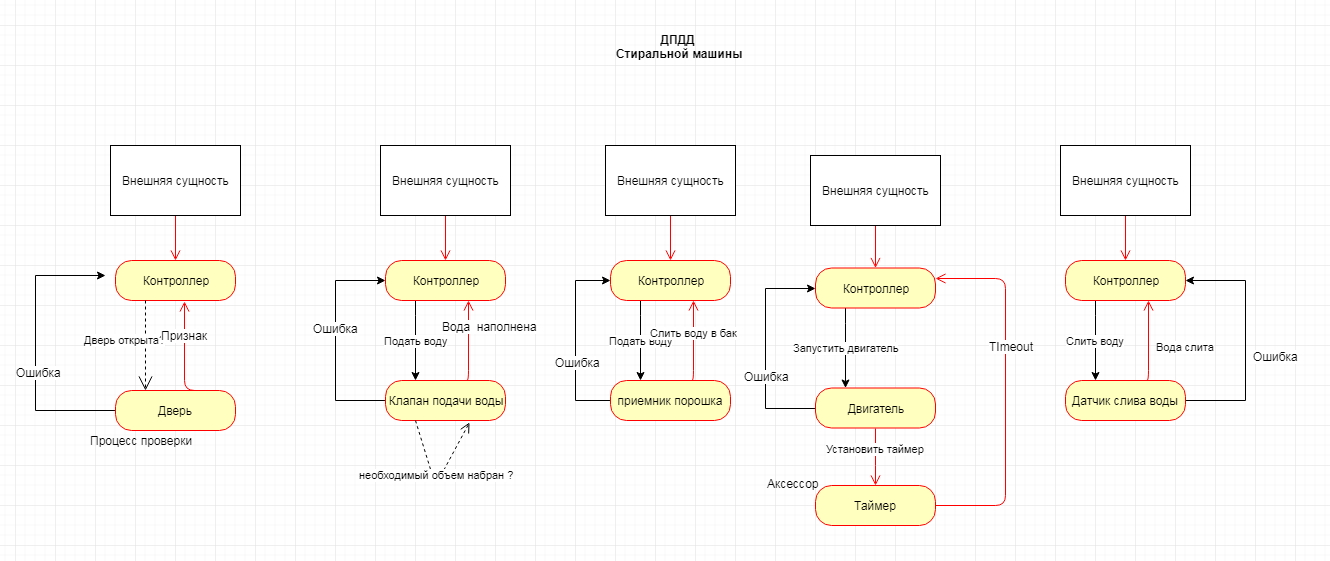 ДПДД
Стиральной машины
Внешняя сущность
Контроллер
Дверь открыта?
Признак
Ошибка
Дверь
Процесс проверки
Внешняя сущность
Контроллер
Ошибка
Вода наполнена
Подать воду
Клапан подачи воды
необходимый объем набран ?
Внешняя сущность
Контроллер
Слить воду в бак
Подать воду
Ошибка
приемник порошка
Внешняя сущность
Контроллер
TImeout
Запустить двигатель
Ошибка
Двигатель
Установить таймер
Аксессор
Таймер
Внешняя сущность
Контроллер
Слить воду
Вода слита
Ошибка
Датчик слива воды